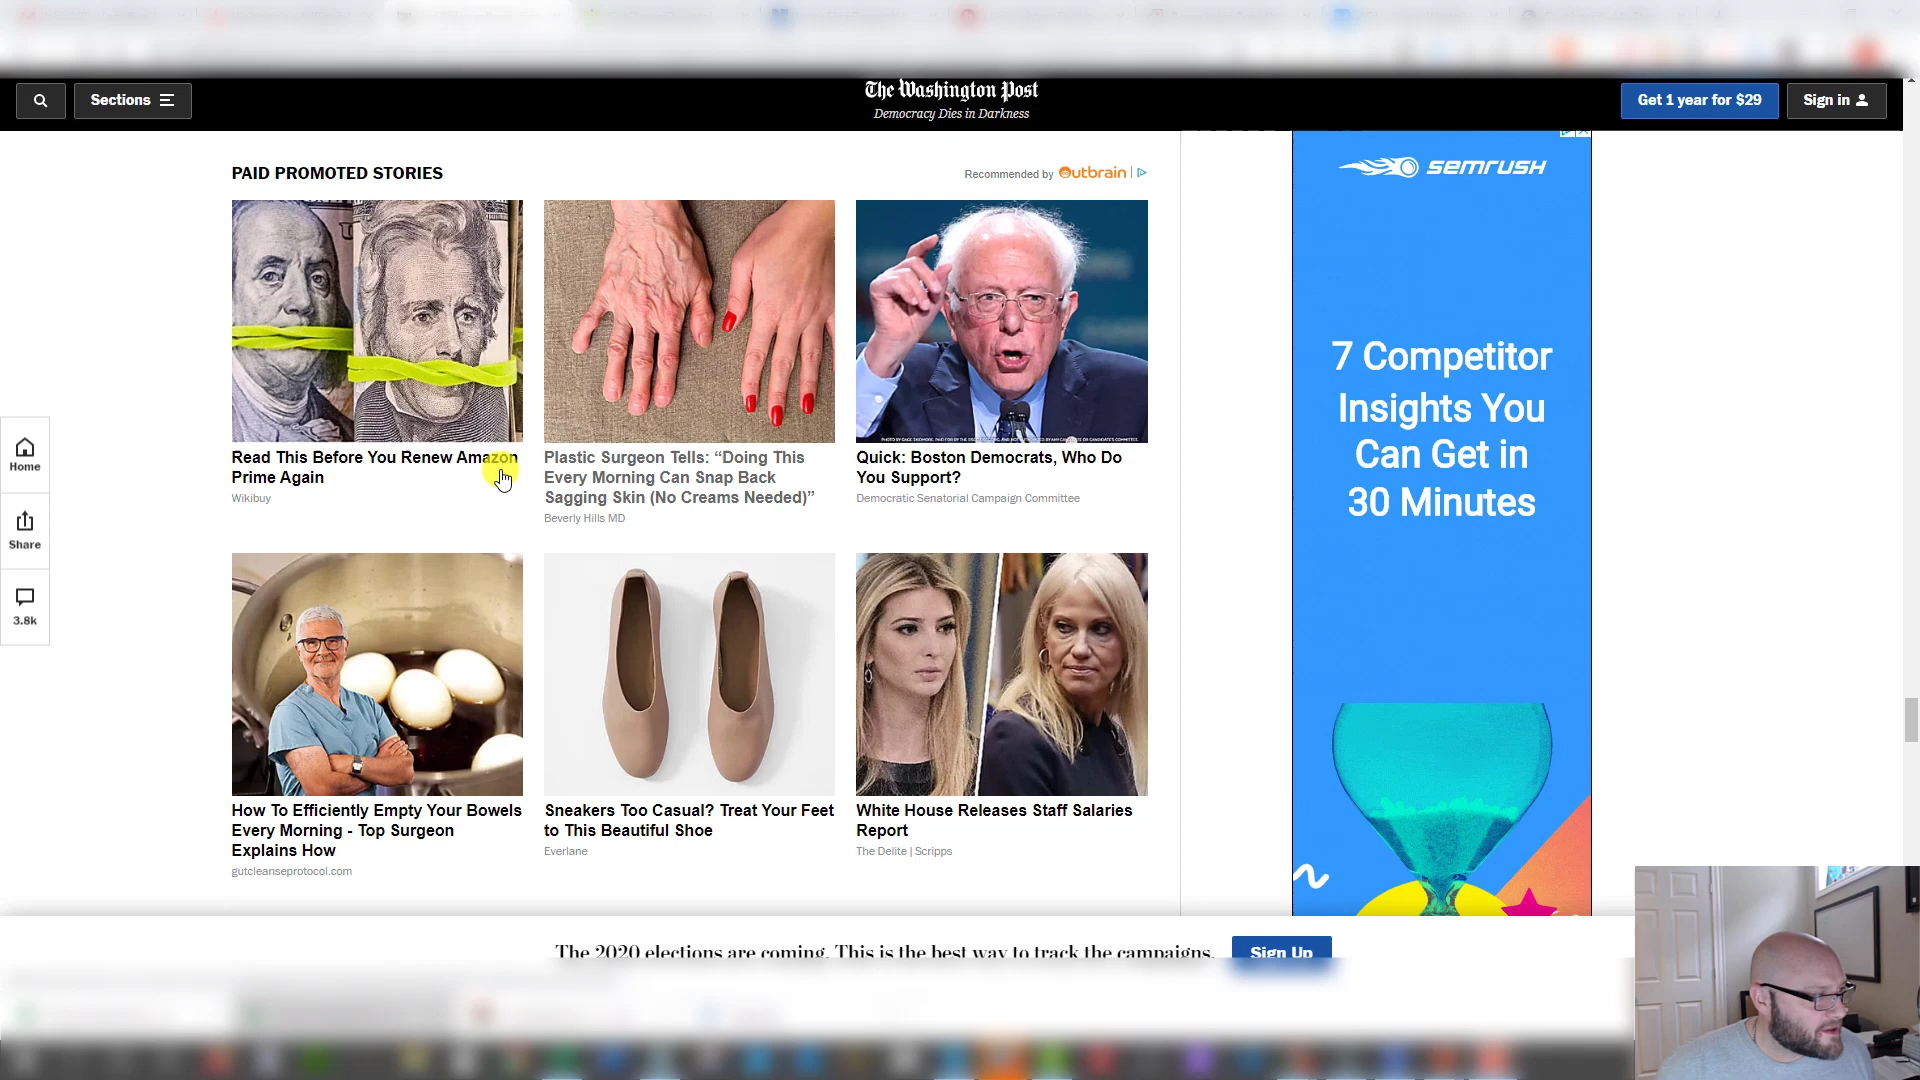 Sections
The Washington Post
Democracy Dies in Darkness
Get 1 year for $29
Sign in
PAID PROMOTED STORIES
Recommended by Outbrain
Read This Before You Renew Amazon
Prime Again
Wikibuy
Plastic Surgeon Tells: “Doing This
Every Morning Can Snap Back
Sagging Skin (No Creams Needed)”
Beverly Hills MD
Quick: Boston Democrats, Who Do
You Support?
Democratic Senatorial Campaign Committee
How To Efficiently Empty Your Bowels
Every Morning - Top Surgeon
Explains How
gutcleanseprotocol.com
Sneakers Too Casual? Treat Your Feet
to This Beautiful Shoe
Everlane
White House Releases Staff Salaries
Report
The Delite | Scripps
Home
Share
3.8k
SEMRUSH
7 Competitor
Insights You
Can Get in
30 Minutes
The 2020 elections are coming. This is the best way to track the campaigns.
Sign Up